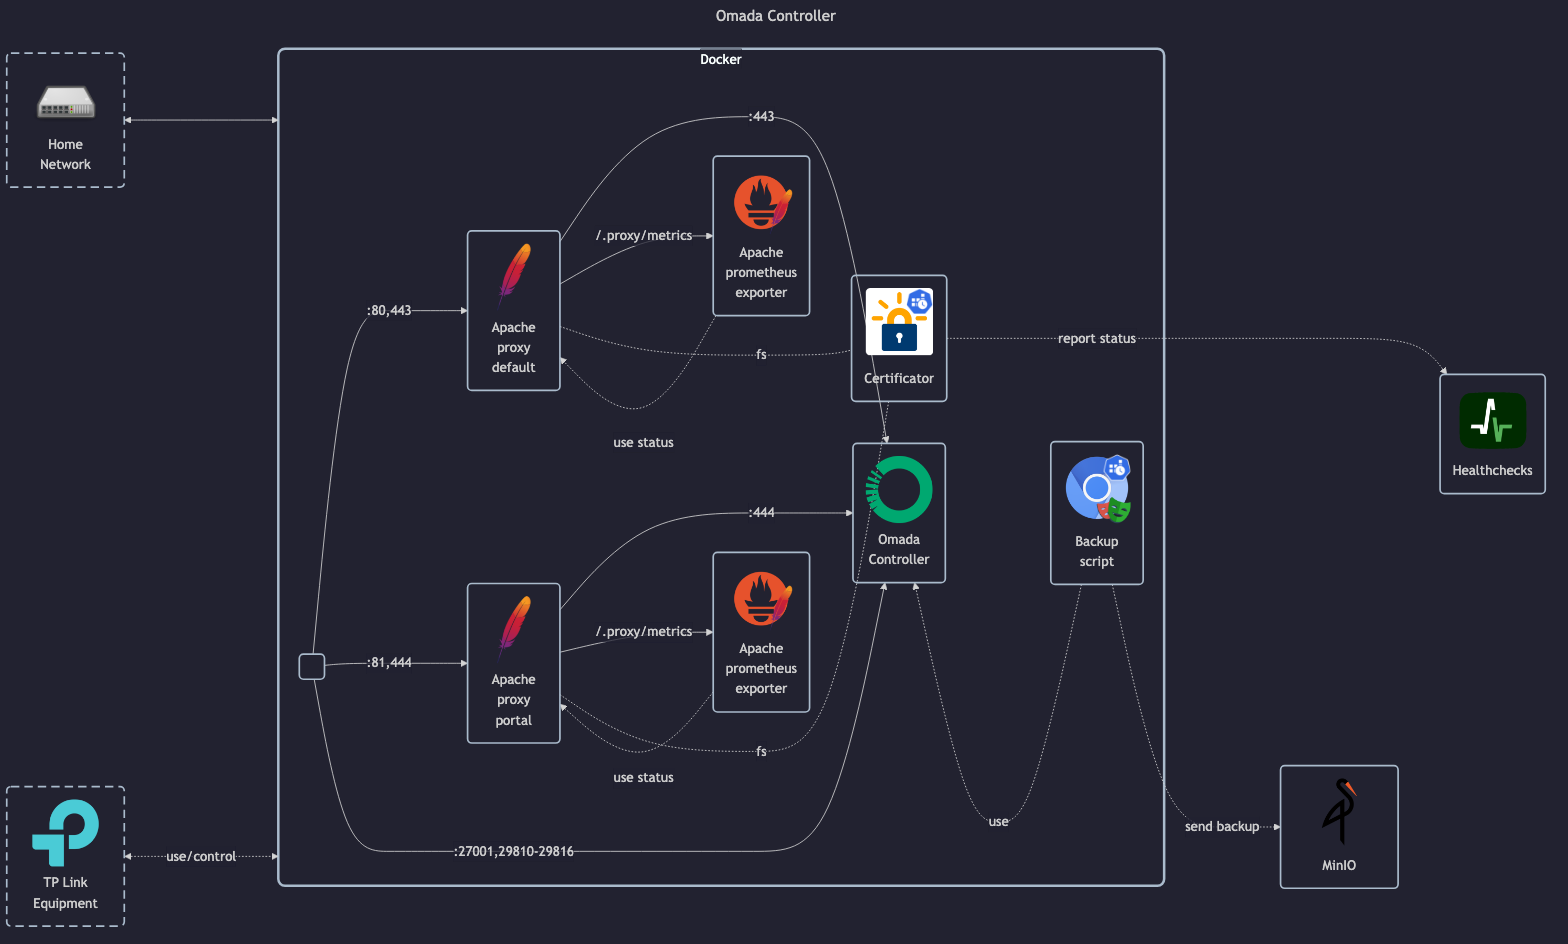 Omada Controller
Docker
Home
Network
:443
/.proxy/metrics
Apache
prometheus
exporter
:80,443
Apache
proxy
default
fs
Certificator
report status
use status
Healthchecks
:444
Omada
Controller
Backup
script
/.proxy/metrics
Apache
prometheus
exporter
:81,444
Apache
proxy
portal
fs
use status
use
send backup
MinIO
:27001,29810-29816
use/control
TP Link
Equipment